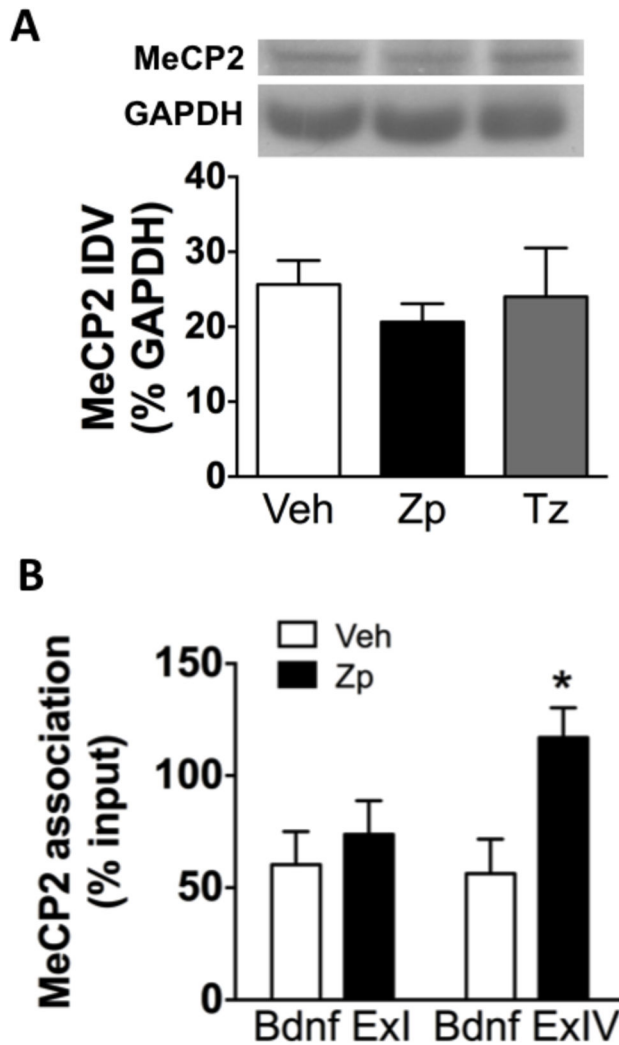 A
MeCP2
GAPDH
MeCP2 IDV
(% GAPDH)
40
30
20
10
0
Veh Zp Tz
B
MeCP2 association
(% input)
Veh
Zp
150
100
50
0
*
Bdnf ExI Bdnf ExIV